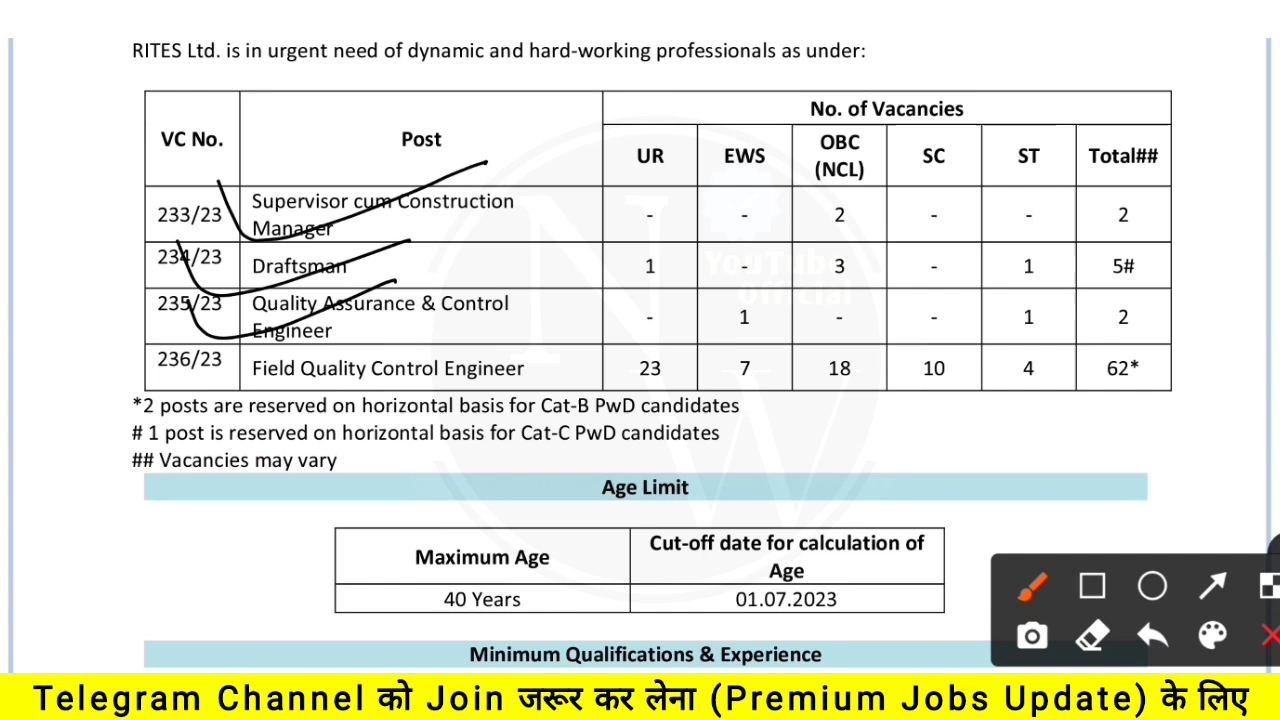 RITES Ltd. is in urgent need of dynamic and hard-working professionals as under:
VC No. Post No. of Vacancies
UR EWS OBC (NCL) SC ST Total##
233/23 Supervisor cum Construction Manager - - 2 - - 2
234/23 Draftsman 1 - 3 - 1 5#
235/23 Quality Assurance & Control Engineer - 1 - - 1 2
236/23 Field Quality Control Engineer 23 7 18 10 4 62*
*2 posts are reserved on horizontal basis for Cat-B PwD candidates
# 1 post is reserved on horizontal basis for Cat-C PwD candidates
## Vacancies may vary
YouTube
Official
Age Limit
Maximum Age Cut-off date for calculation of Age
40 Years 01.07.2023
Minimum Qualifications & Experience
Telegram Channel को Join जरूर कर लेना (Premium Jobs Update) के लिए